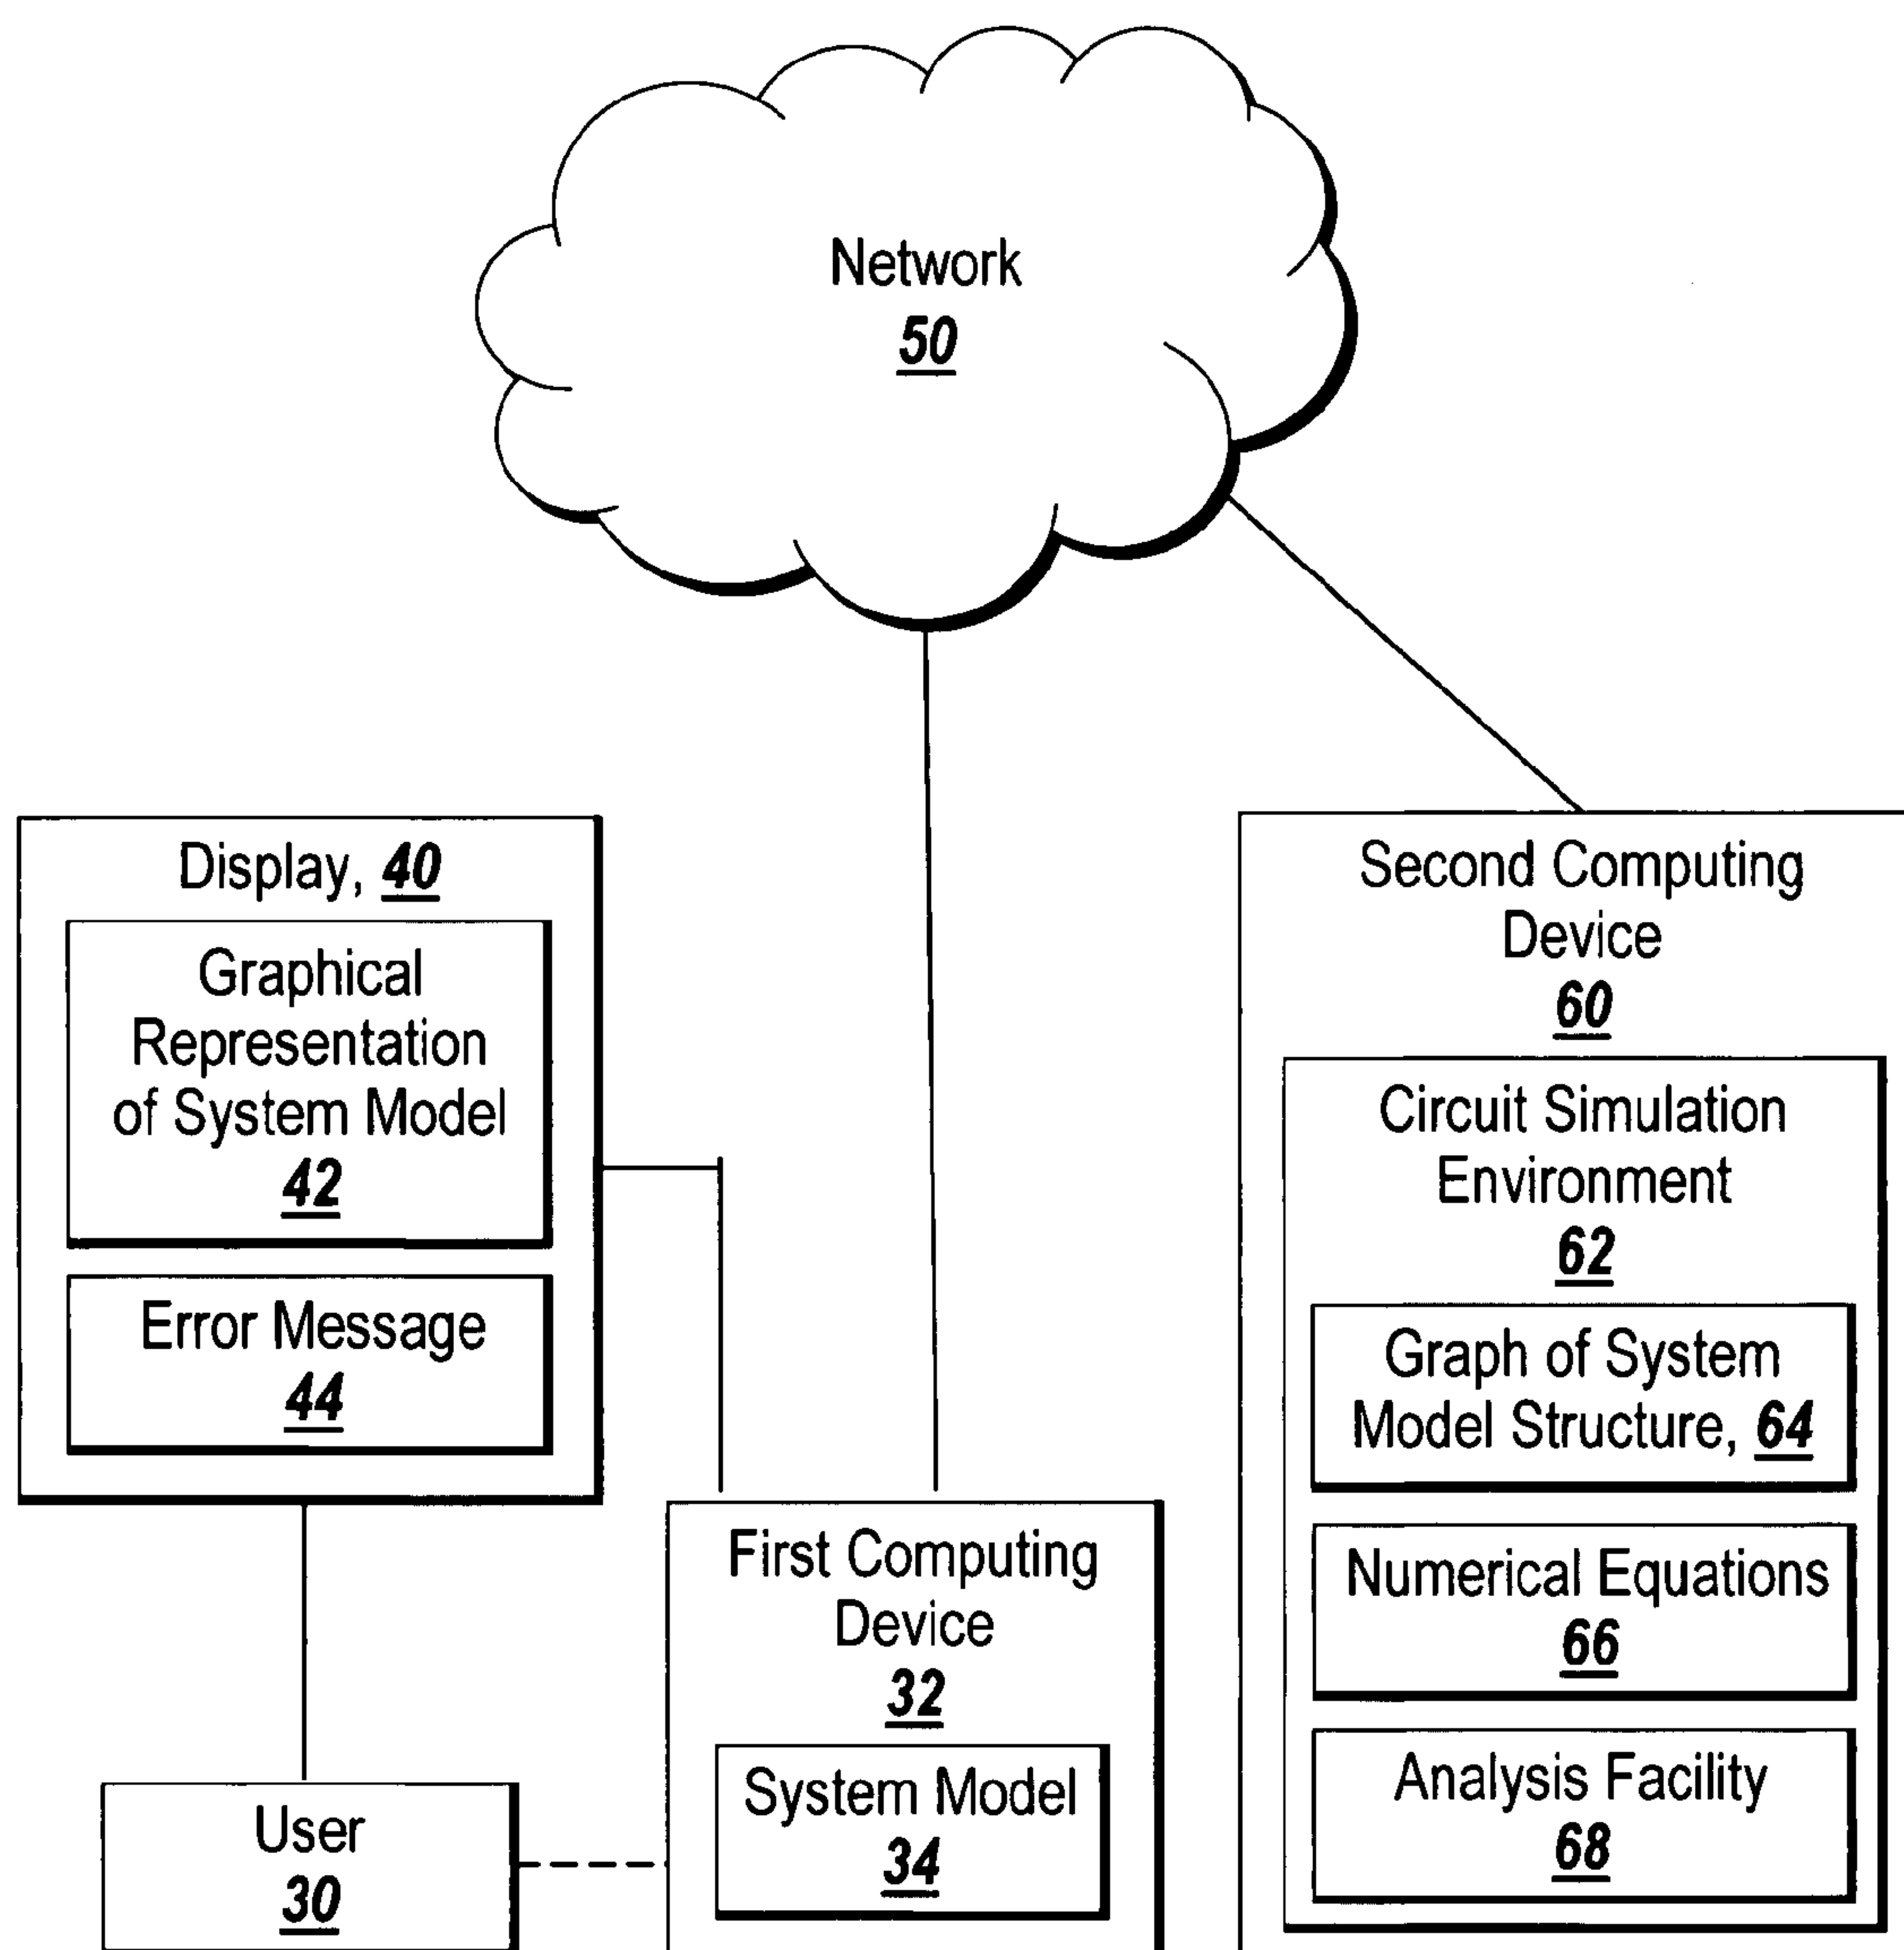 Network
50
Display, 40
Graphical
Representation
of System Model
42
Error Message
44
User
30
First Computing
Device
32
System Model
34
Second Computing
Device
60
Circuit Simulation
Environment
62
Graph of System
Model Structure, 64
Numerical Equations
66
Analysis Facility
68